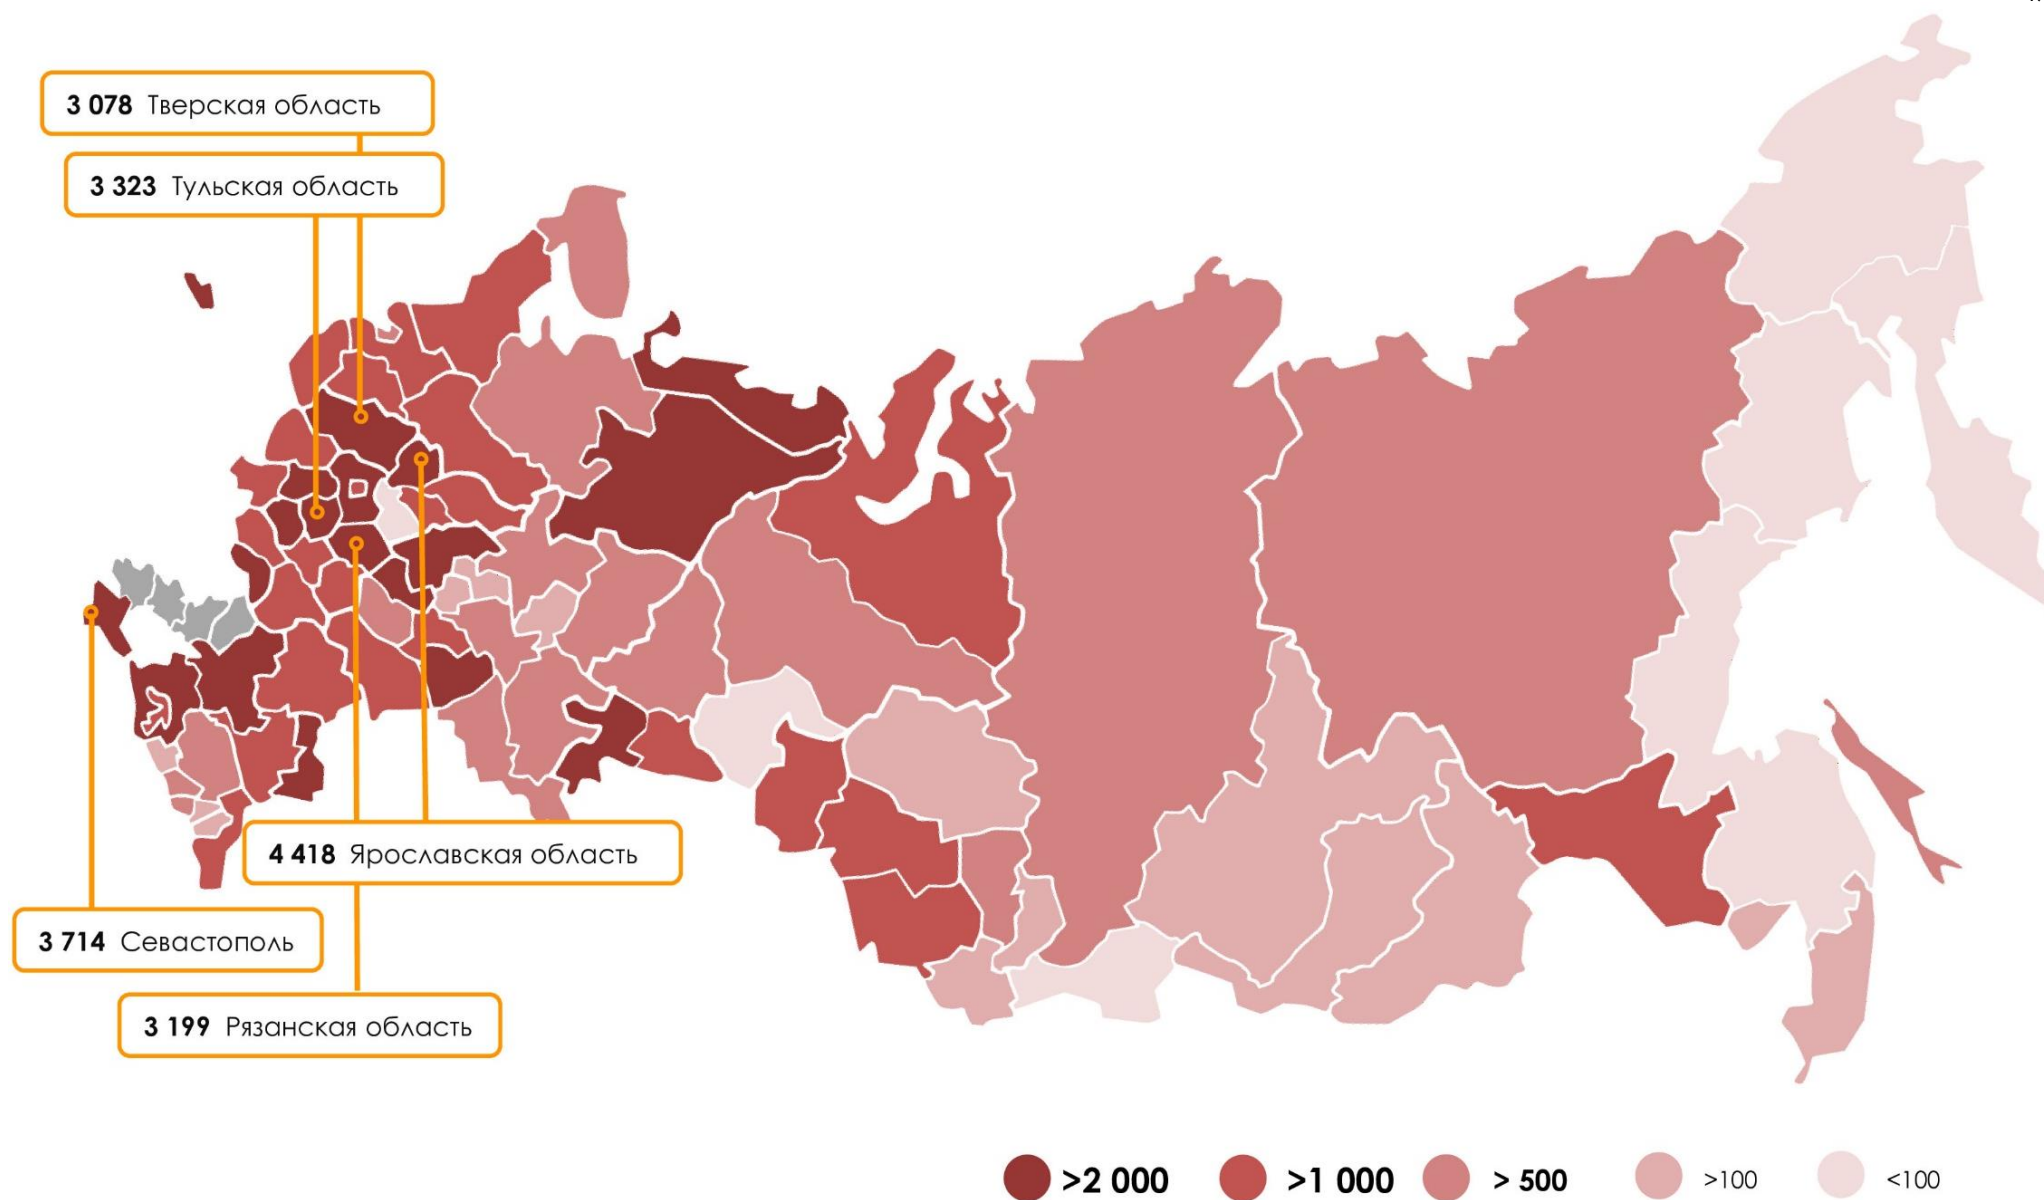 3 078 Тверская область
3 323 Тульская область
4 418 Ярославская область
3 714 Севастополь
3 199 Рязанская область
>2 000 >1 000 > 500 >100 <100